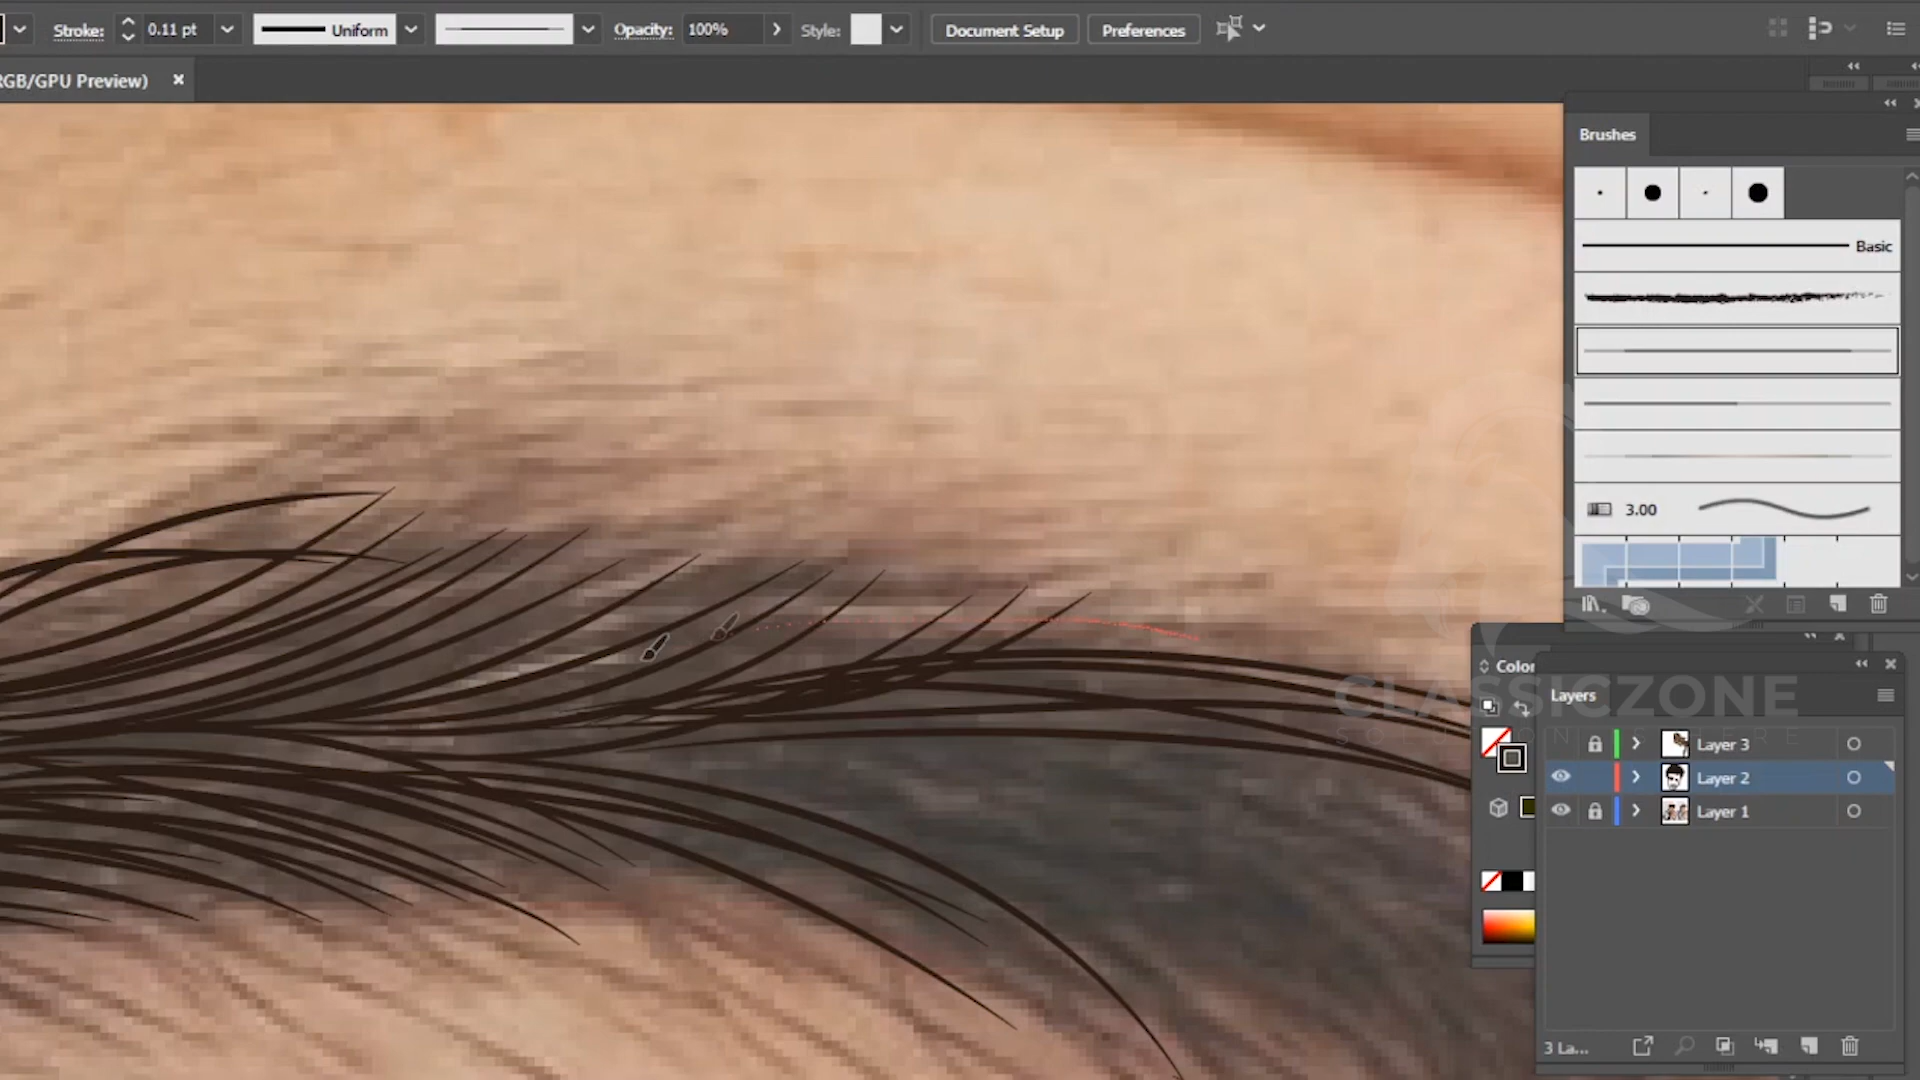 Stroke: 0.11 pt Uniform Opacity: 100% Style: Document Setup Preferences
RGB/GPU Preview)
Brushes
Basic
3.00
Color
Layers
CLASSICZONE
Layer 3
Layer 2
Layer 1
3 La...